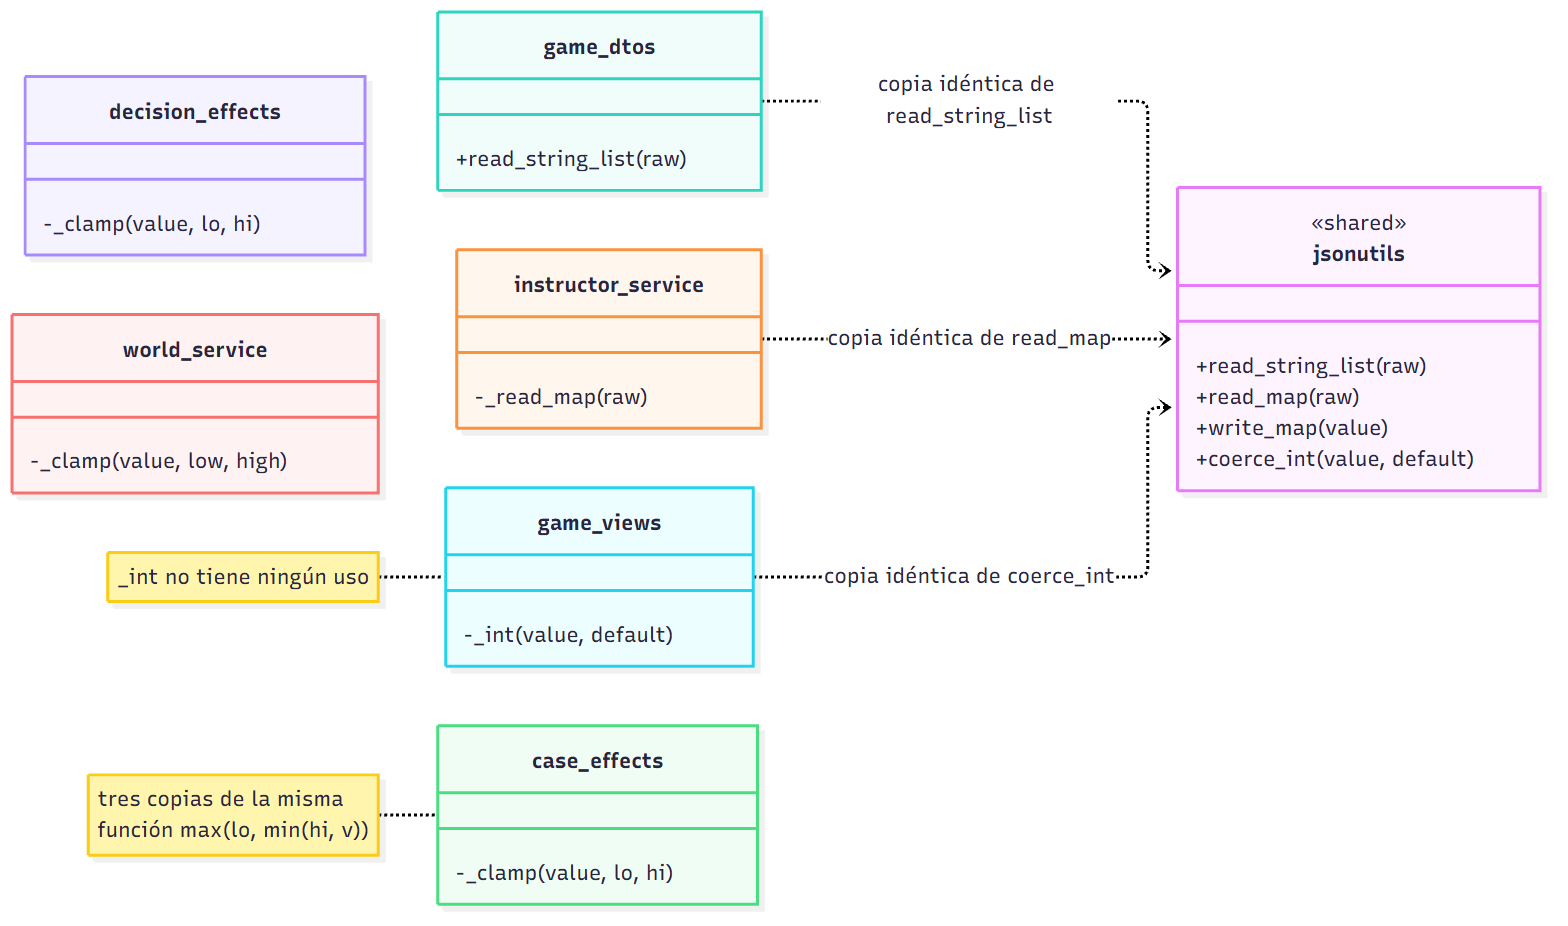 decision_effects
-_clamp(value, lo, hi)
world_service
-_clamp(value, low, high)
_int no tiene ningún uso
tres copias de la misma
función max(lo, min(hi, v))
game_dtos
+read_string_list(raw)
instructor_service
-_read_map(raw)
game_views
-_int(value, default)
case_effects
-_clamp(value, lo, hi)
copia idéntica de
read_string_list
copia idéntica de read_map
copia idéntica de coerce_int
«shared»
jsonutils
+read_string_list(raw)
+read_map(raw)
+write_map(value)
+coerce_int(value, default)